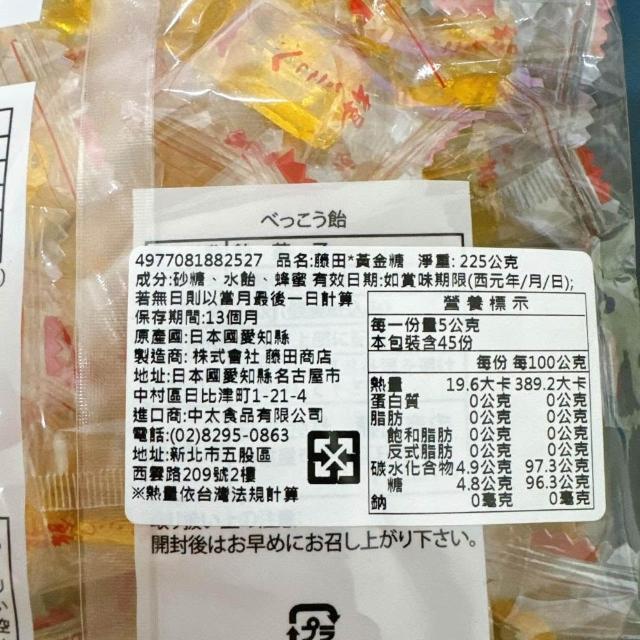 べっこう飴
4977081882527 品名:藤田*黃金糖 淨重:225公克
成分:砂糖、水飴、蜂蜜 有效日期:如賞味期限(西元年/月/日);
若無日則以當月最後一日計算
保存期間:13個月
原產國:日本國愛知縣
製造商:株式會社 藤田商店
地址:日本國愛知縣名古屋市
中村區日比津町1-21-4
進口商:中太食品有限公司
電話:(02)8295-0863
地址:新北市五股區
西雲路209號2樓
※熱量依台灣法規計算
營養標示
每一份量5公克
本包裝含45份
每份 每100公克
熱量 19.6大卡 389.2大卡
蛋白質 0公克 0公克
脂肪 0公克 0公克
飽和脂肪 0公克 0公克
反式脂肪 0公克 0公克
碳水化合物 4.9公克 97.3公克
糖 4.8公克 96.3公克
鈉 0毫克 0毫克
開封後はお早めにお召し上がり下さい。
プラ